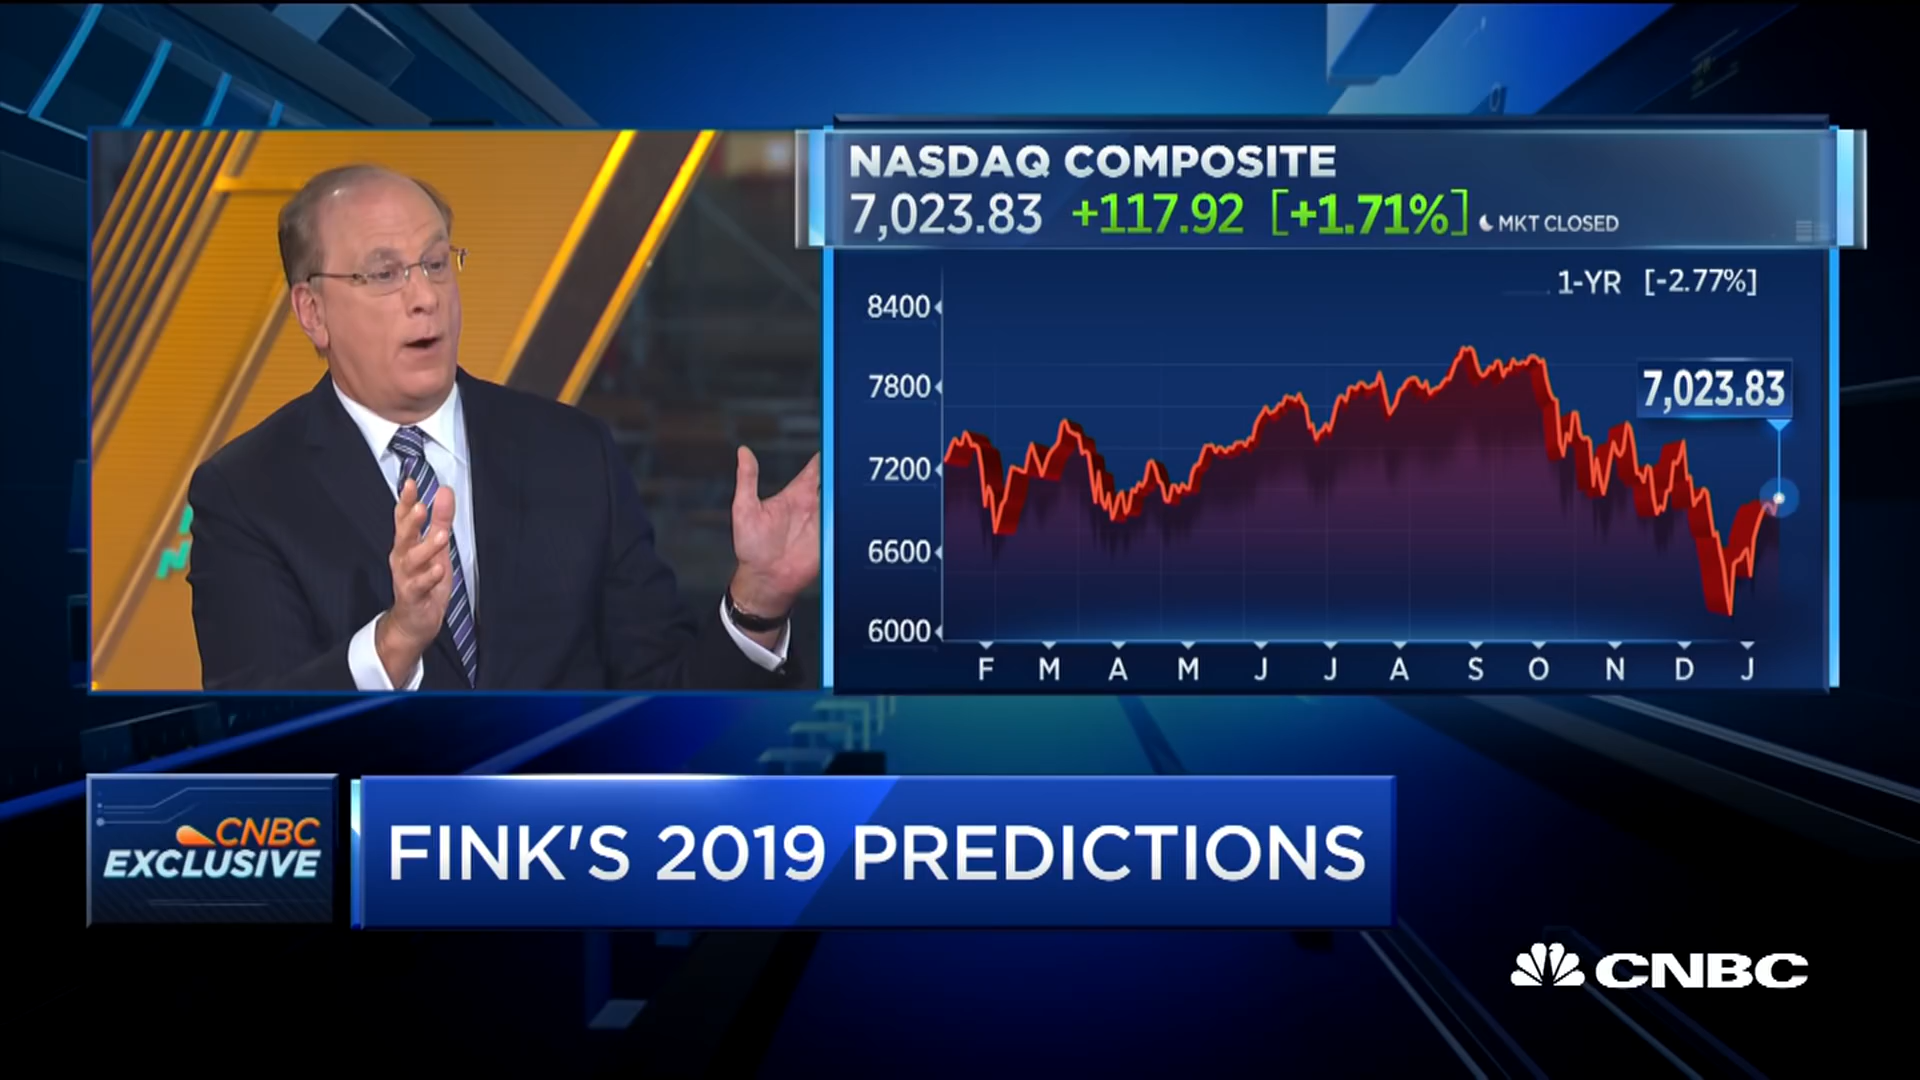 NASDAQ COMPOSITE
7,023.83 +117.92 [+1.71%] MKT CLOSED
1-YR [-2.77%]
8400
7800
7,023.83
7200
6600
6000
F M A M J J A S O N D J
CNBC
EXCLUSIVE
FINK'S 2019 PREDICTIONS
CNBC